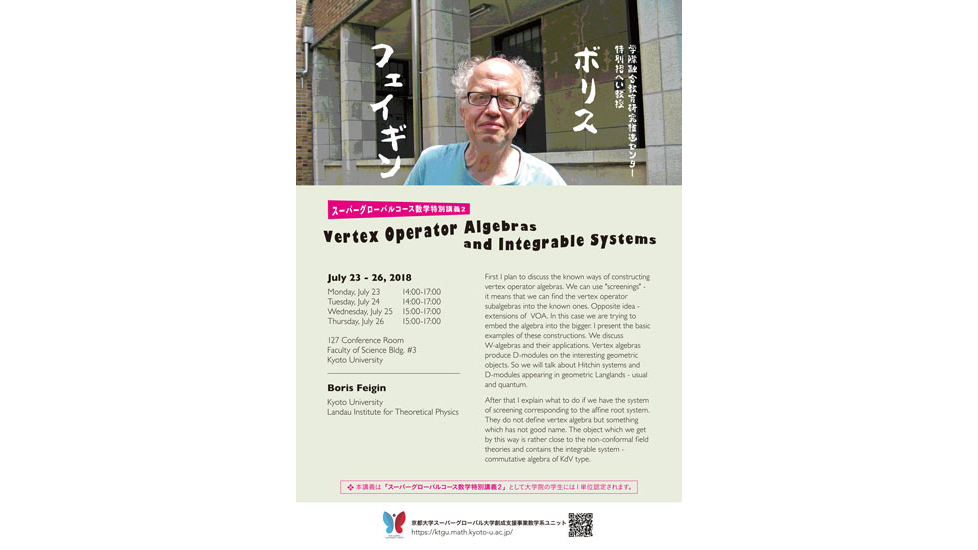 学際融合教育研究推進センター
特別招へい教授
ボリス
フェイギン
スーパーグローバルコース数学特別講義2
Vertex Operator Algebras
and Integrable Systems
July 23 - 26, 2018
Monday, July 23 14:00-17:00
Tuesday, July 24 14:00-17:00
Wednesday, July 25 15:00-17:00
Thursday, July 26 15:00-17:00
127 Conference Room
Faculty of Science Bldg. #3
Kyoto University
Boris Feigin
Kyoto University
Landau Institute for Theoretical Physics
First I plan to discuss the known ways of constructing
vertex operator algebras. We can use "screenings" -
it means that we can find the vertex operator
subalgebras into the known ones. Opposite idea -
extensions of VOA. In this case we are trying to
embed the algebra into the bigger. I present the basic
examples of these constructions. We discuss
W-algebras and their applications. Vertex algebras
produce D-modules on the interesting geometric
objects. So we will talk about Hitchin systems and
D-modules appearing in geometric Langlands - usual
and quantum.
After that I explain what to do if we have the system
of screening corresponding to the affine root system.
They do not define vertex algebra but something
which has not good name. The object which we get
by this way is rather close to the non-conformal field
theories and contains the integrable system -
commutative algebra of KdV type.
❖ 本講義は「スーパーグローバルコース数学特別講義2」として大学院の学生には1単位認定されます。
京都大学スーパーグローバル大学創成支援事業数学系ユニット
https://ktgu.math.kyoto-u.ac.jp/